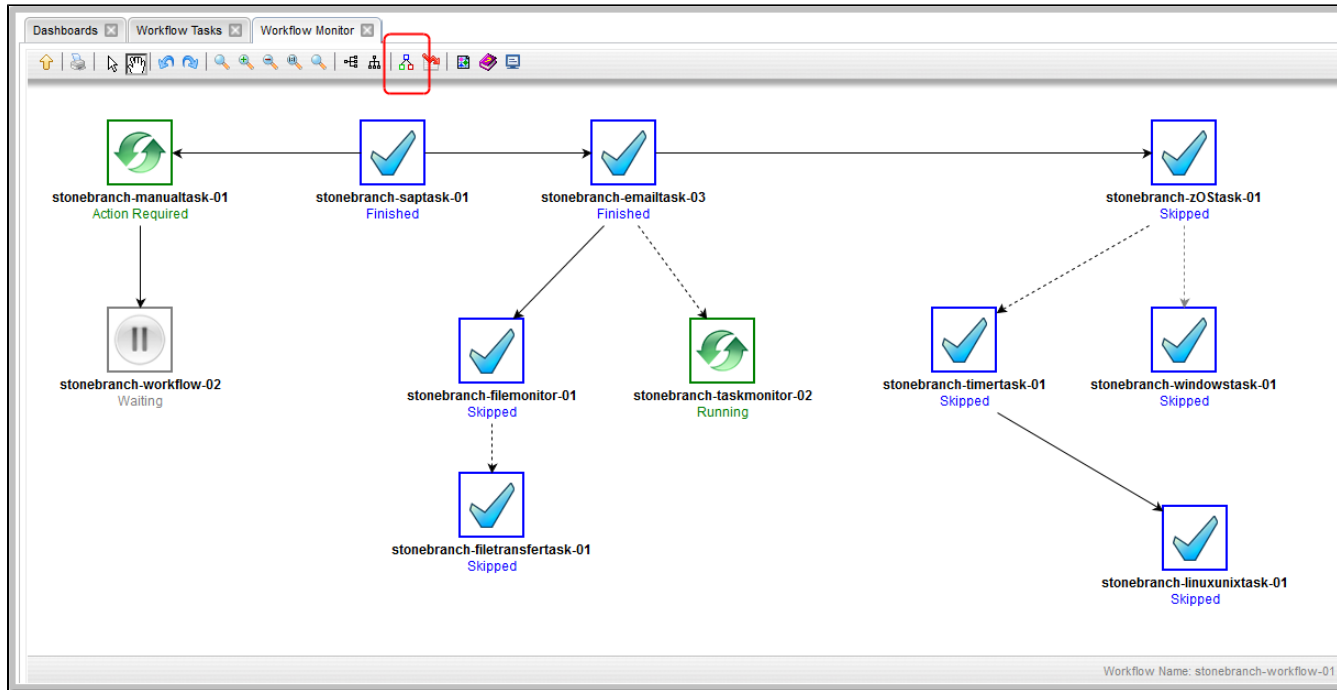 Dashboards
Workflow Tasks
Workflow Monitor
stonebranch-manualtask-01
Action Required
stonebranch-saptask-01
Finished
stonebranch-emailtask-03
Finished
stonebranch-zOStask-01
Skipped
stonebranch-workflow-02
Waiting
stonebranch-filemonitor-01
Skipped
stonebranch-taskmonitor-02
Running
stonebranch-timertask-01
Skipped
stonebranch-windowstask-01
Skipped
stonebranch-filetransfertask-01
Skipped
stonebranch-linuxunixtask-01
Skipped
Workflow Name: stonebranch-workflow-01